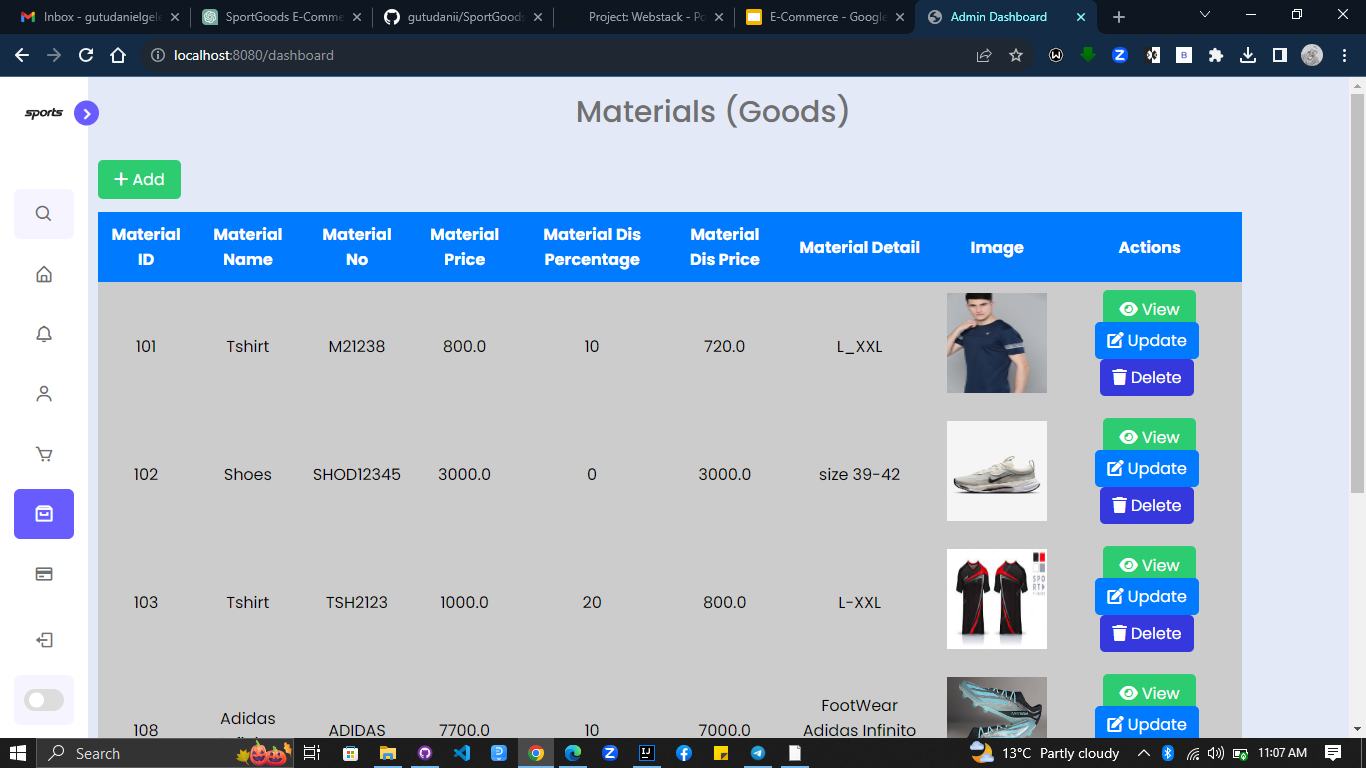 Inbox - gutudanielgele
SportGoods E-Comme
gutudanii/SportGoods
Project: Webstack - Po
E-Commerce - Google
Admin Dashboard
localhost:8080/dashboard
sports
Materials (Goods)
+ Add
Material ID
Material Name
Material No
Material Price
Material Dis Percentage
Material Dis Price
Material Detail
Image
Actions
101 Tshirt M21238 800.0 10 720.0 L_XXL
View
Update
Delete
102 Shoes SHOD12345 3000.0 0 3000.0 size 39-42
View
Update
Delete
103 Tshirt TSH2123 1000.0 20 800.0 L-XXL
View
Update
Delete
108 Adidas ADIDAS 7700.0 10 7000.0 FootWear Adidas Infinito
View
Update
Search
13°C Partly cloudy
11:07 AM